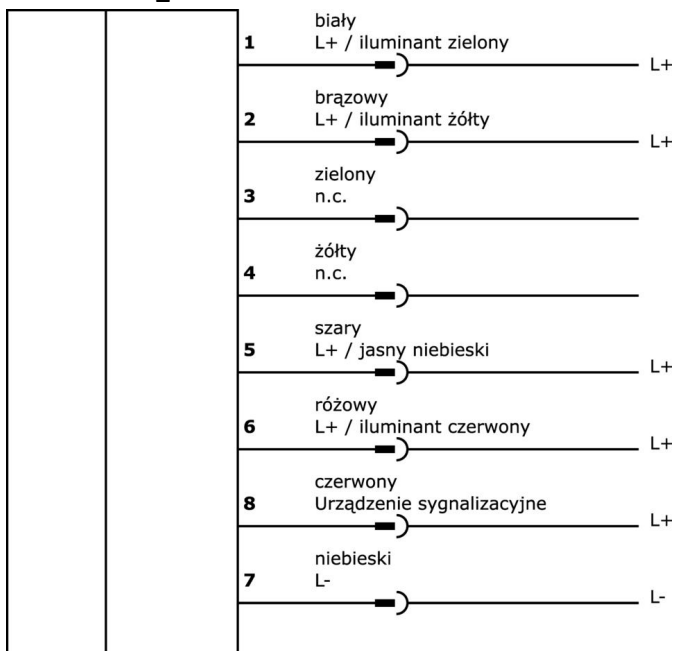 biały
1 L+ / iluminant zielony
L+
brązowy
2 L+ / iluminant żółty
L+
zielony
3 n.c.
żółty
4 n.c.
szary
5 L+ / jasny niebieski
L+
różowy
6 L+ / iluminant czerwony
L+
czerwony
8 Urządzenie sygnalizacyjne
L+
niebieski
7 L-
L-